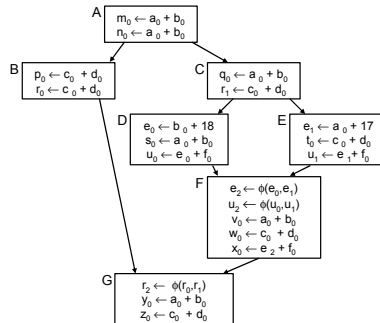 A
m₀ ← a₀ + b₀
n₀ ← a₀ + b₀
B
p₀ ← c₀ + d₀
r₀ ← c₀ + d₀
C
q₀ ← a₀ + b₀
r₁ ← c₀ + d₀
D
e₀ ← b₀ + 18
s₀ ← a₀ + b₀
u₀ ← e₀ + f₀
E
e₁ ← a₀ + 17
t₀ ← c₀ + d₀
u₁ ← e₁ + f₀
F
e₂ ← ϕ(e₀,e₁)
u₂ ← ϕ(u₀,u₁)
v₀ ← a₀ + b₀
w₀ ← c₀ + d₀
x₀ ← e₂ + f₀
G
r₂ ← ϕ(r₀,r₁)
y₀ ← a₀ + b₀
z₀ ← c₀ + d₀